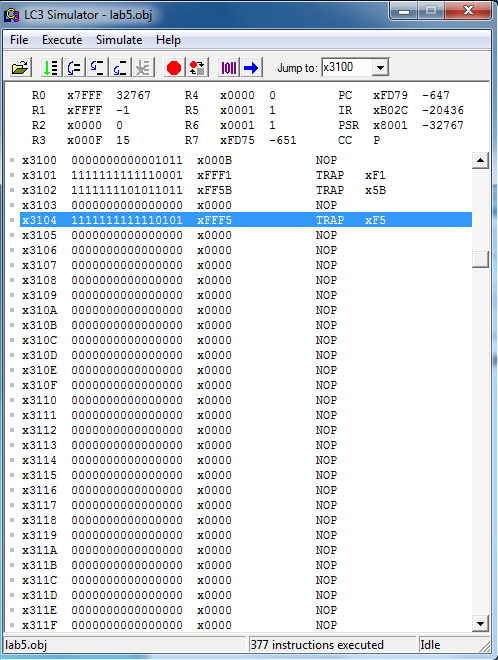 LC3 Simulator - lab5.obj
File Execute Simulate Help
Jump to: x3100
R0 x7FFF 32767 R4 x0000 0 PC xFD79 -647
R1 xFFFF -1 R5 x0001 1 IR xB02C -20436
R2 x0000 0 R6 x0001 1 PSR x8001 -32767
R3 x000F 15 R7 xFD75 -651 CC P
x3100 0000000000001011 x000B NOP
x3101 1111111111110001 xFFF1 TRAP xF1
x3102 1111111101011011 xFF5B TRAP x5B
x3103 0000000000000000 x0000 NOP
x3104 1111111111110101 xFFF5 TRAP xF5
x3105 0000000000000000 x0000 NOP
x3106 0000000000000000 x0000 NOP
x3107 0000000000000000 x0000 NOP
x3108 0000000000000000 x0000 NOP
x3109 0000000000000000 x0000 NOP
x310A 0000000000000000 x0000 NOP
x310B 0000000000000000 x0000 NOP
x310C 0000000000000000 x0000 NOP
x310D 0000000000000000 x0000 NOP
x310E 0000000000000000 x0000 NOP
x310F 0000000000000000 x0000 NOP
x3110 0000000000000000 x0000 NOP
x3111 0000000000000000 x0000 NOP
x3112 0000000000000000 x0000 NOP
x3113 0000000000000000 x0000 NOP
x3114 0000000000000000 x0000 NOP
x3115 0000000000000000 x0000 NOP
x3116 0000000000000000 x0000 NOP
x3117 0000000000000000 x0000 NOP
x3118 0000000000000000 x0000 NOP
x3119 0000000000000000 x0000 NOP
x311A 0000000000000000 x0000 NOP
x311B 0000000000000000 x0000 NOP
x311C 0000000000000000 x0000 NOP
x311D 0000000000000000 x0000 NOP
x311E 0000000000000000 x0000 NOP
x311F 0000000000000000 x0000 NOP
lab5.obj 377 instructions executed Idle